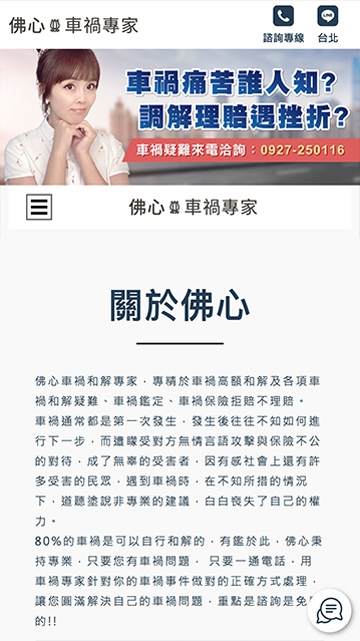 佛心車禍專家
諮詢專線
LINE
台北
車禍痛苦誰人知?
調解理賠遇挫折?
車禍疑難來電洽詢：0927-250116
佛心車禍專家
關於佛心
佛心車禍和解專家，專精於車禍高額和解及各項車
禍和解疑難、車禍鑑定、車禍保險拒賠不理賠。
車禍通常都是第一次發生，發生後往往不知如何進
行下一步，而遭矇受對方無情言語攻擊與保險不公
的對待，成了無辜的受害者，因有感社會上還有許
多受害的民眾，遇到車禍時，在不知所措的情況
下，道聽塗說非專業的建議，白白喪失了自己的權
力。
80%的車禍是可以自行和解的，有鑑於此，佛心秉
持專業，只要您有車禍問題， 只要一通電話，用
車禍專家針對你的車禍事件做對的正確方式處理，
讓您圓滿解決自己的車禍問題，重點是諮詢是免
的!!